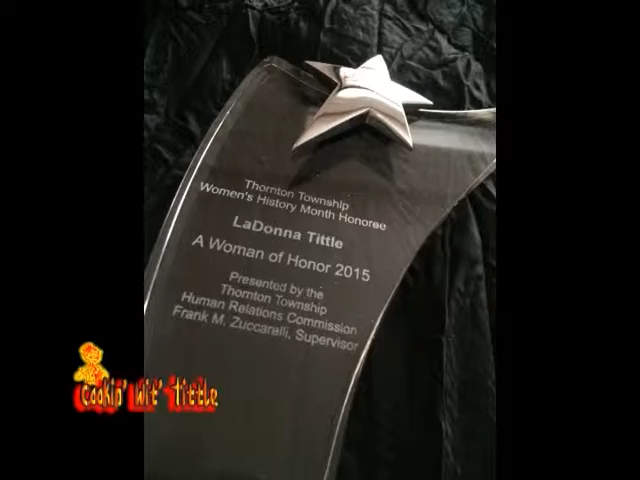 Thornton Township
Women's History Month Honoree
LaDonna Tittle
A Woman of Honor 2015
Presented by the
Thornton Township
Human Relations Commission
Frank M. Zuccarelli, Supervisor
Cookin' Wit' Tittle